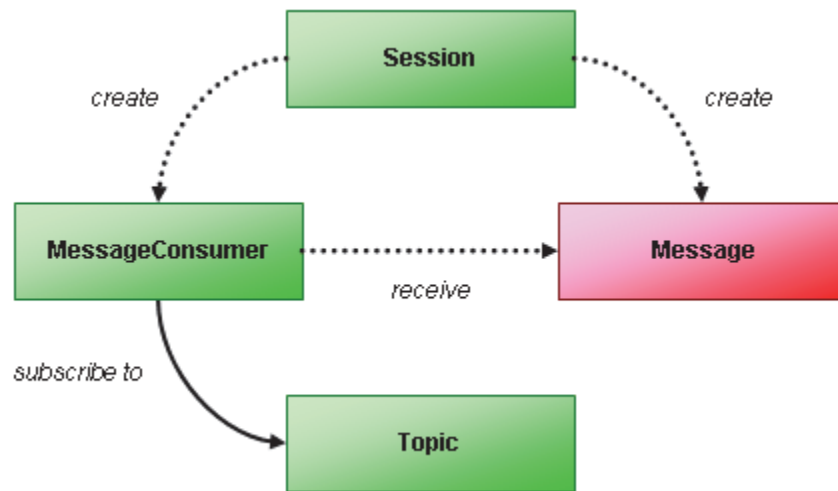 Session
create
create
MessageConsumer
Message
receive
subscribe to
Topic